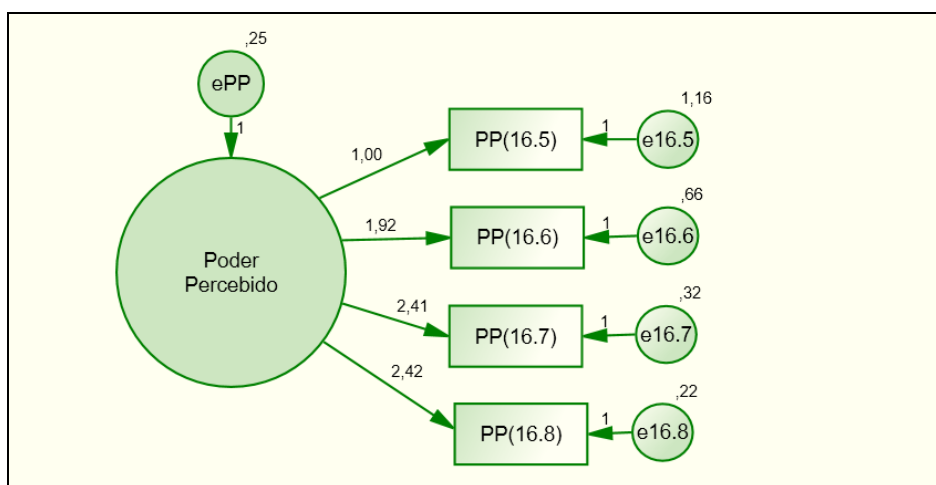 ,25
ePP
1
1,00
PP(16.5)
1
1,16
e16.5
1,92
PP(16.6)
1
,66
e16.6
Poder
Percebido
2,41
PP(16.7)
1
,32
e16.7
2,42
PP(16.8)
1
,22
e16.8